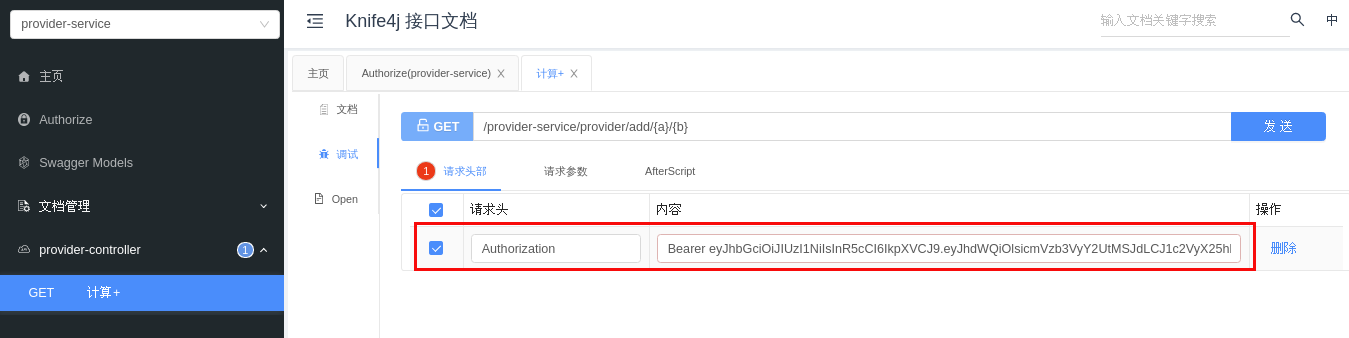 provider-service
主页
Authorize
Swagger Models
文档管理
provider-controller 1
GET 计算+
Knife4j 接口文档
输入文档关键字搜索 中
主页 Authorize(provider-service) X 计算+ X
文档
调试
Open
GET /provider-service/provider/add/{a}/{b} 发 送
1 请求头部 请求参数 AfterScript
请求头 内容 操作
Authorization Bearer eyJhbGciOiJIUzI1NiIsInR5cCI6IkpXVCJ9.eyJhdWQiOlsicmVzb3VyY2UtMSJdLCJ1c2VyX25hl 删除